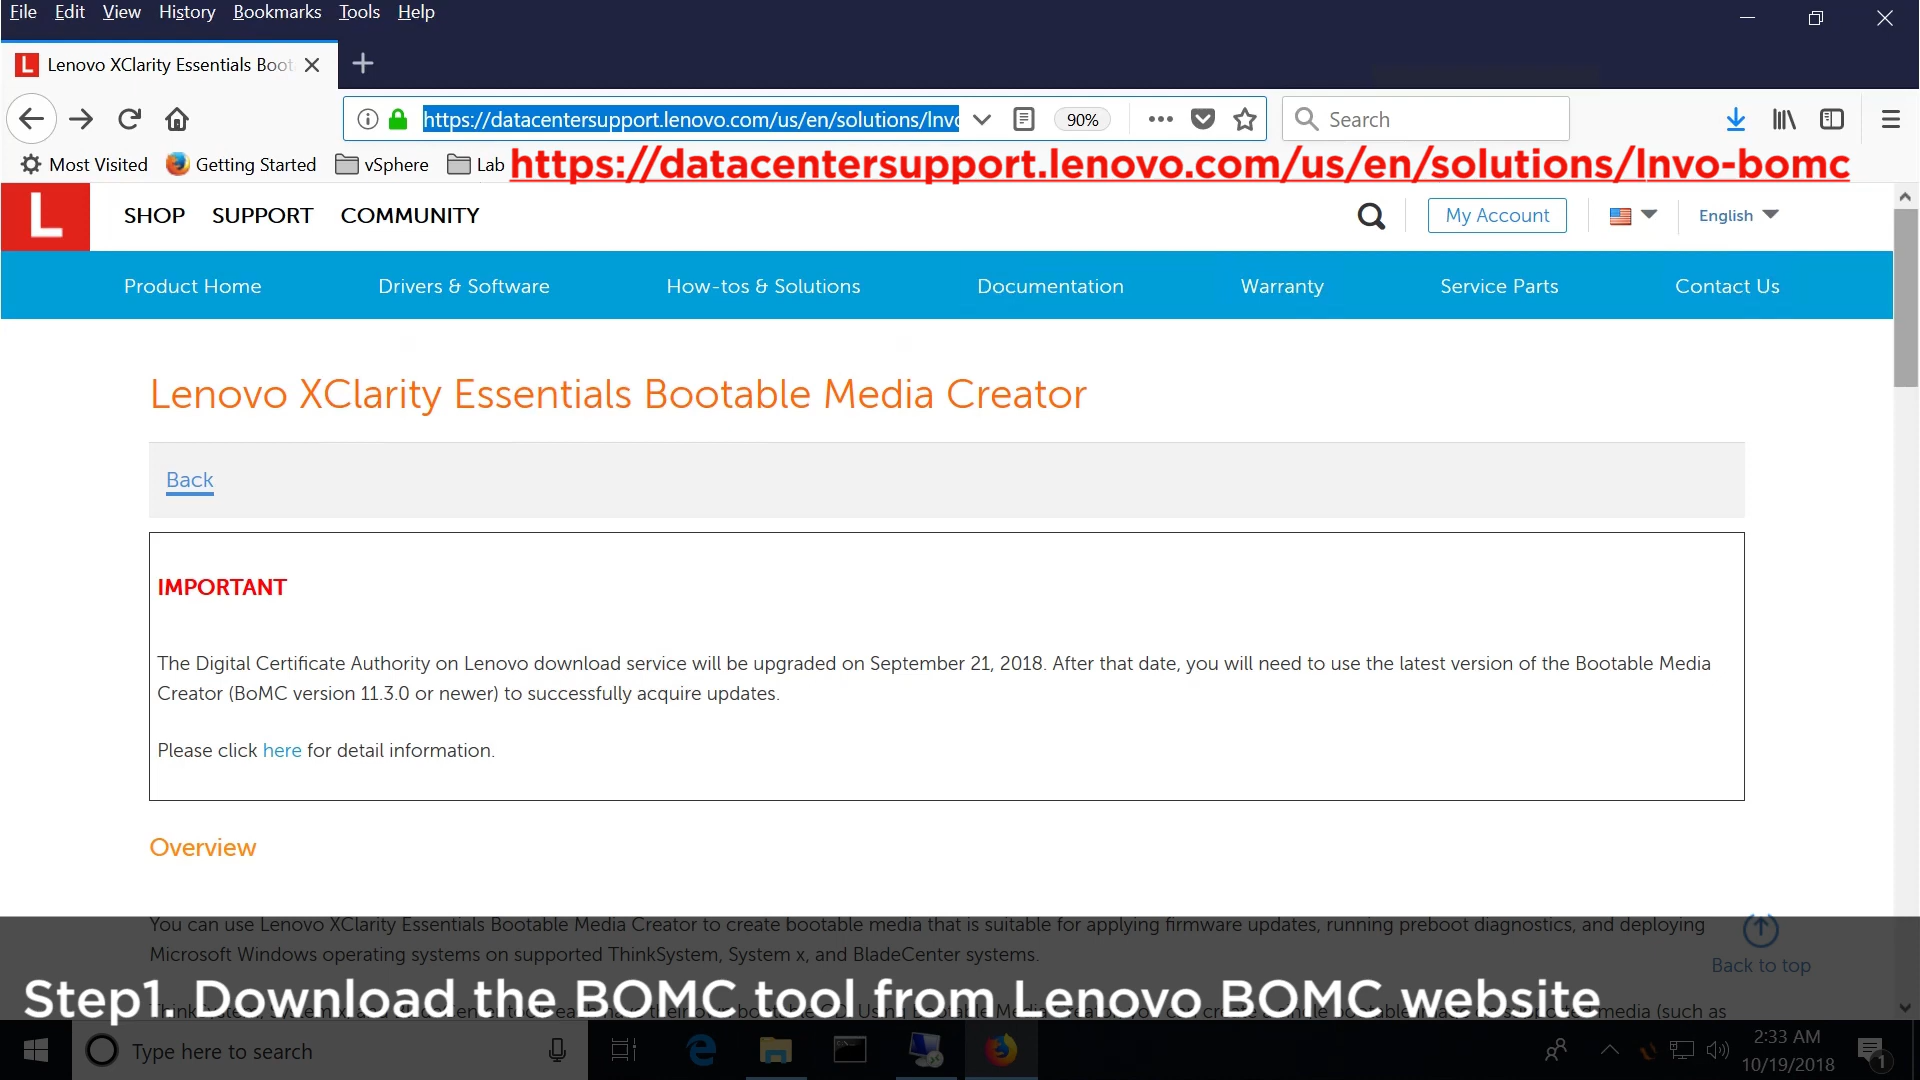 File Edit View History Bookmarks Tools Help
Lenovo XClarity Essentials Boot
https://datacentersupport.lenovo.com/us/en/solutions/lnvo
90%
Search
Most Visited Getting Started vSphere Lab
https://datacentersupport.lenovo.com/us/en/solutions/lnvo-bomc
L SHOP SUPPORT COMMUNITY My Account English
Product Home Drivers & Software How-tos & Solutions Documentation Warranty Service Parts Contact Us
Lenovo XClarity Essentials Bootable Media Creator
Back
IMPORTANT
The Digital Certificate Authority on Lenovo download service will be upgraded on September 21, 2018. After that date, you will need to use the latest version of the Bootable Media
Creator (BoMC version 11.3.0 or newer) to successfully acquire updates.
Please click here for detail information.
Overview
You can use Lenovo XClarity Essentials Bootable Media Creator to create bootable media that is suitable for applying firmware updates, running preboot diagnostics, and deploying
Microsoft Windows operating systems on supported ThinkSystem, System x, and BladeCenter systems.
Back to top
Step1. Download the BOMC tool from Lenovo BOMC website
media (such as
Type here to search
2:33 AM
10/19/2018
1